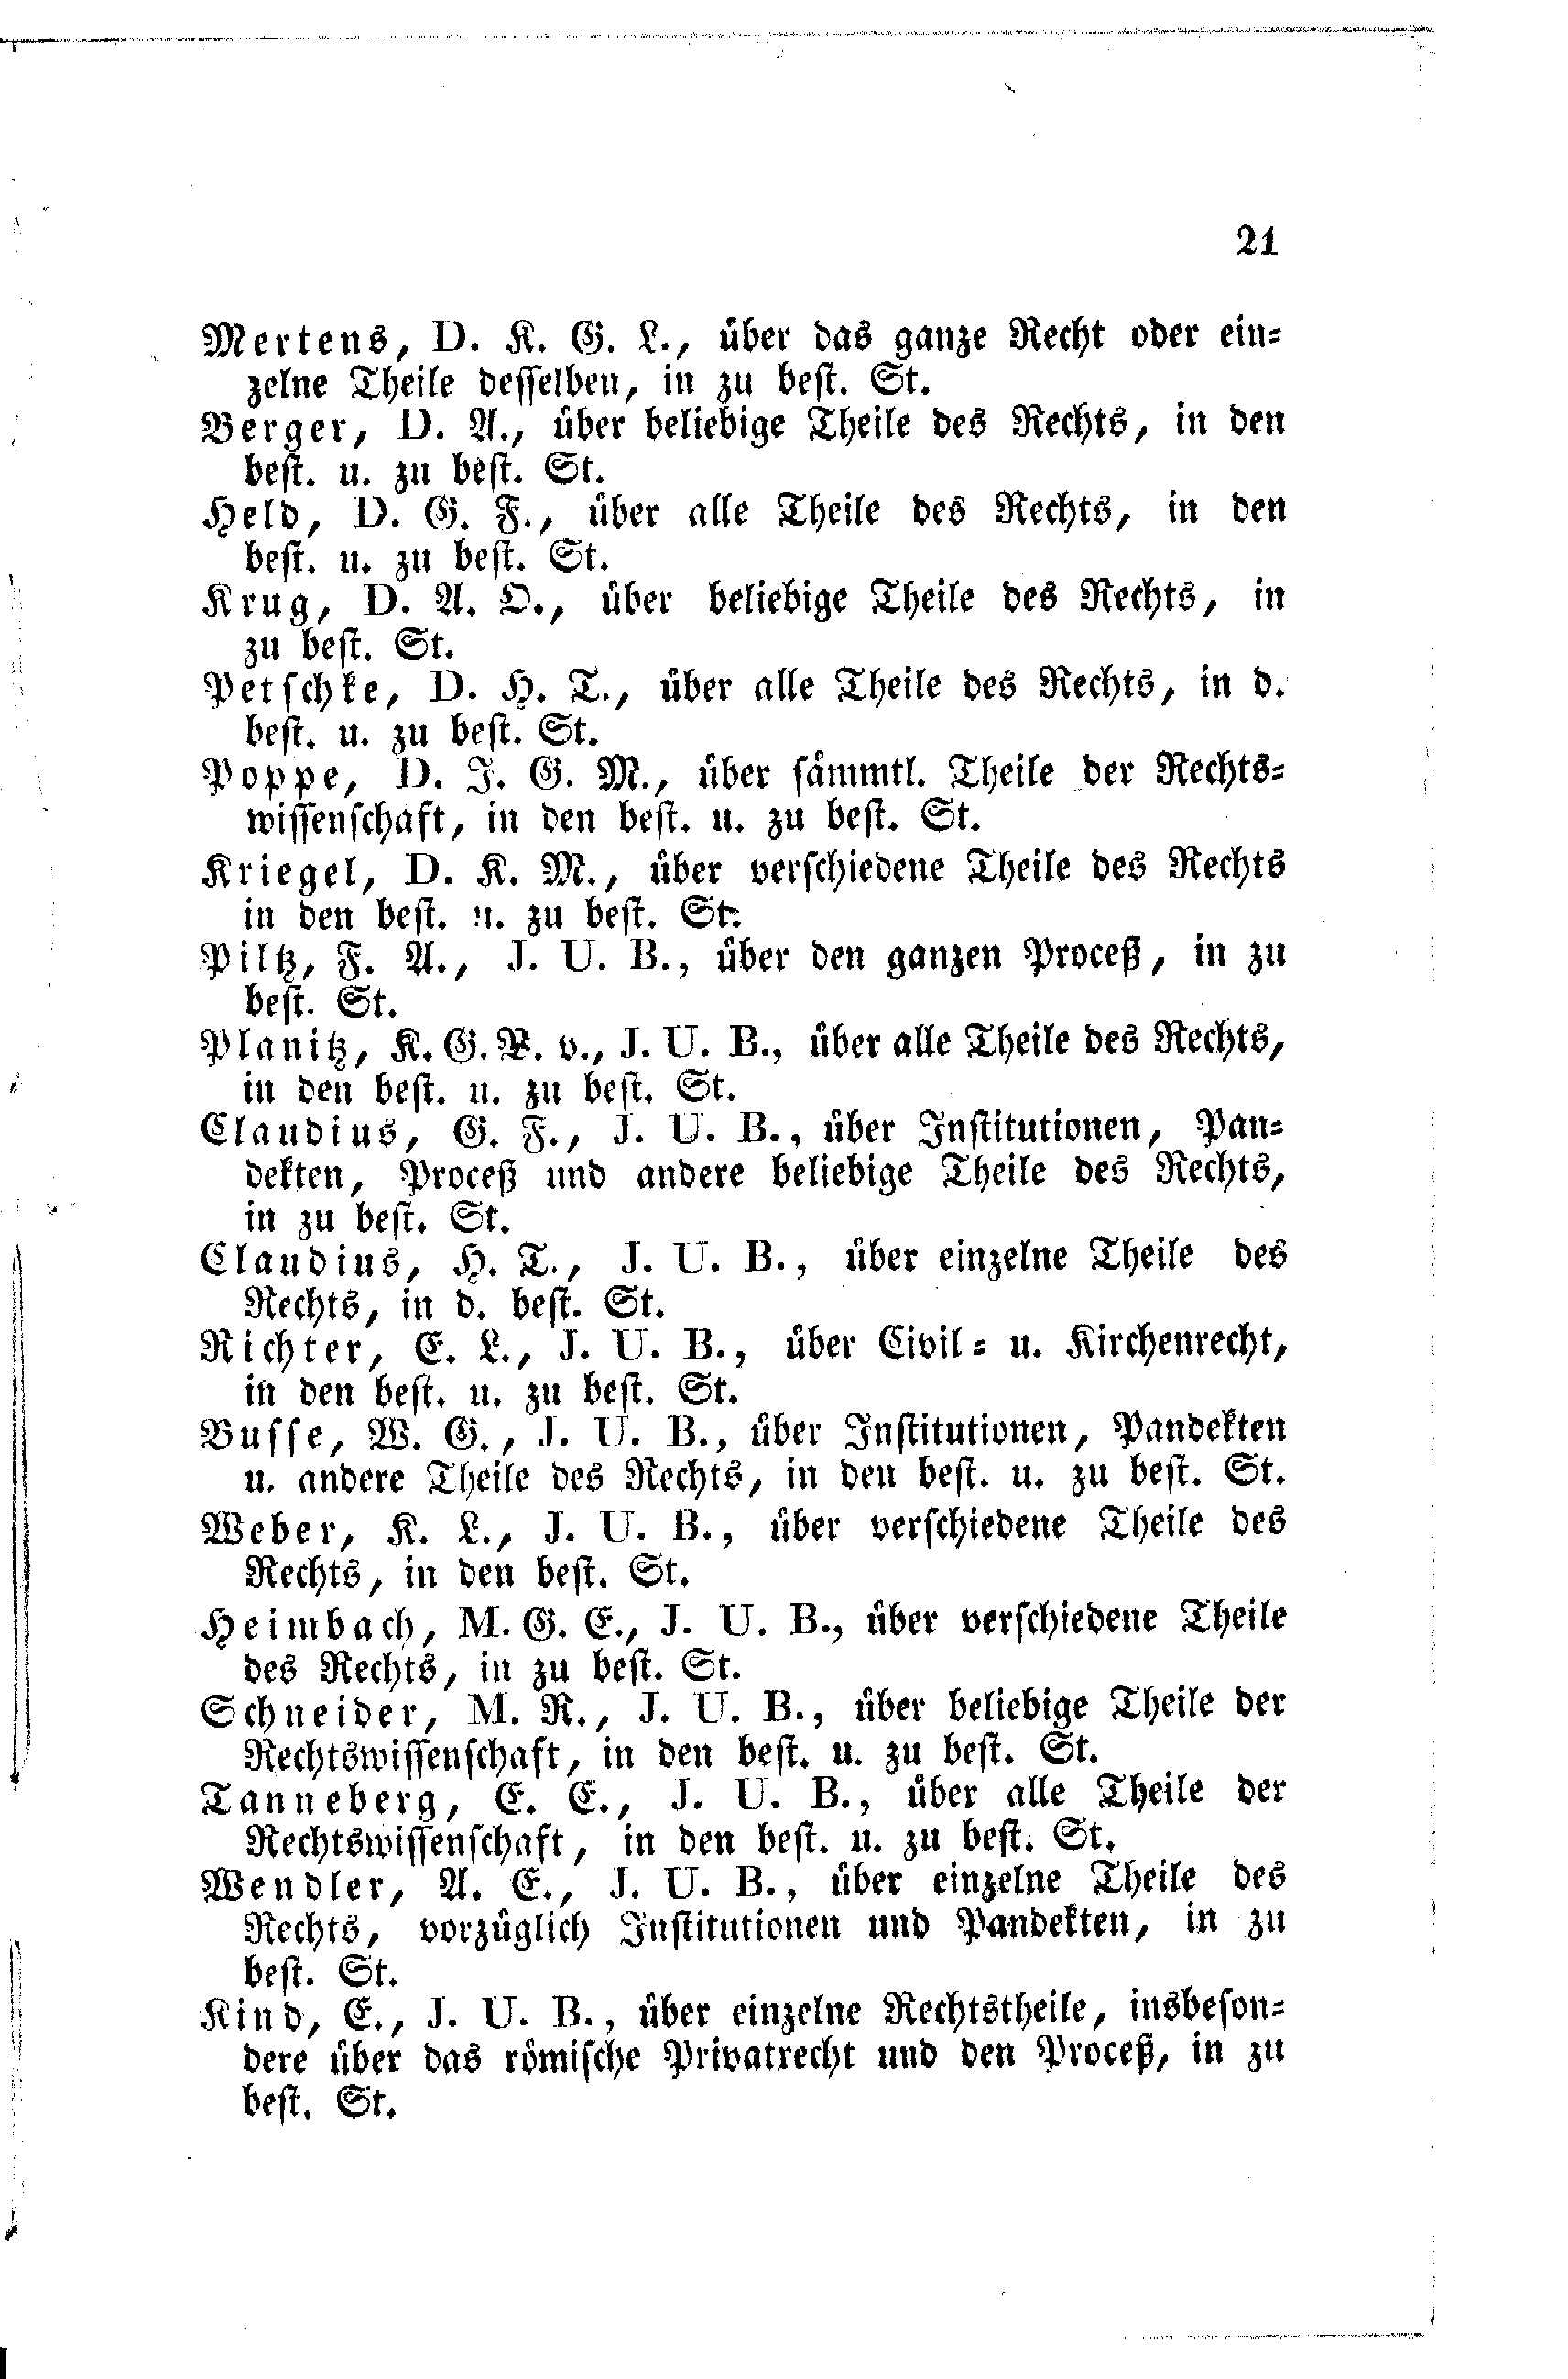 21
Mertens, D. K. G. L., über das ganze Recht oder ein=
zelne Theile desselben, in zu best. St.
Berger, D. A., über beliebige Theile des Rechts, in den
best. u. zu best. St.
Held, D. G. F., über alle Theile des Rechts, in den
best. u. zu best. St.
Krug, D. A. O., über beliebige Theile des Rechts, in
zu best. St.
Petschke, D. H. T., über alle Theile des Rechts, in d.
best. u. zu best. St.
Poppe, D. J. G. M., über sämmtl. Theile der Rechts=
wissenschaft, in den best. u. zu best. St.
Kriegel, D. K. M., über verschiedene Theile des Rechts
in den best. u. zu best. St.
Piltz, F. A., J. U. B., über den ganzen Proceß, in zu
best. St.
Planitz, K. G. P. v., J. U. B., über alle Theile des Rechts,
in den best. u. zu best. St.
Claudius, G. F., J. U. B., über Institutionen, Pan=
dekten, Proceß und andere beliebige Theile des Rechts,
in zu best. St.
Claudius, H. T., J. U. B., über einzelne Theile des
Rechts, in d. best. St.
Richter, E. L., J. U. B., über Civil= u. Kirchenrecht,
in den best. u. zu best. St.
Busse, W. G., J. U. B., über Institutionen, Pandekten
u. andere Theile des Rechts, in den best. u. zu best. St.
Weber, K. L., J. U. B., über verschiedene Theile des
Rechts, in den best. St.
Heimbach, M. G. E., J. U. B., über verschiedene Theile
des Rechts, in zu best. St.
Schneider, M. R., J. U. B., über beliebige Theile der
Rechtswissenschaft, in den best. u. zu best. St.
Tanneberg, E. E., J. U. B., über alle Theile der
Rechtswissenschaft, in den best. u. zu best. St.
Wendler, A. E., J. U. B., über einzelne Theile des
Rechts, vorzüglich Institutionen und Pandekten, in zu
best. St.
Kind, E., J. U. B., über einzelne Rechtstheile, insbeson=
dere über das römische Privatrecht und den Proceß, in zu
best. St.